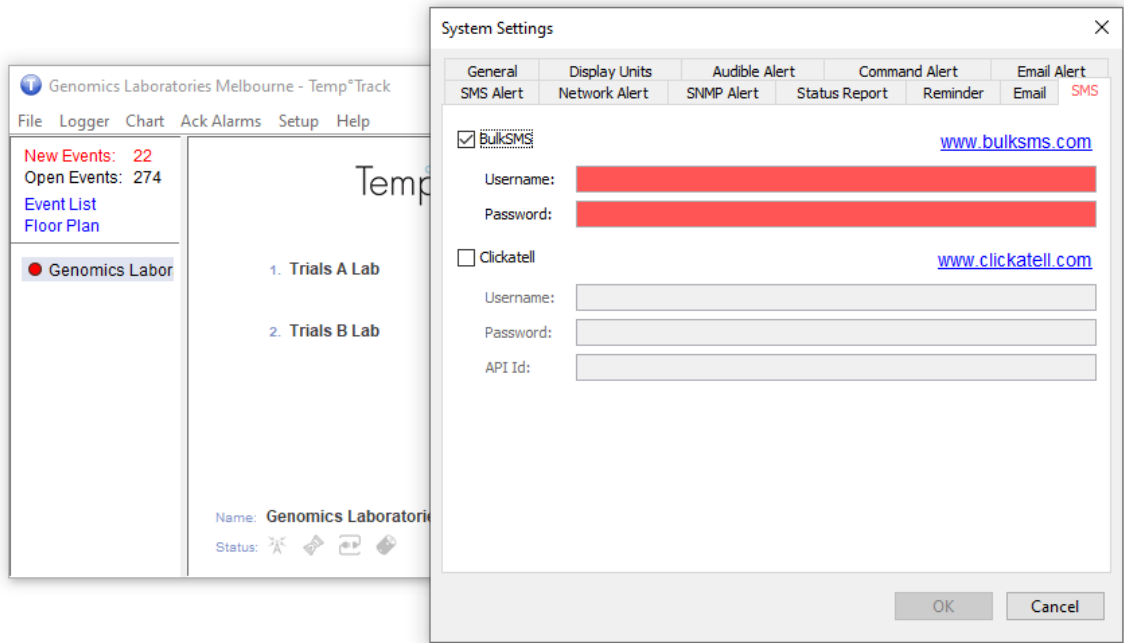 Genomics Laboratories Melbourne - Temp°Track
File Logger Chart Ack Alarms Setup Help
New Events: 22
Open Events: 274
Event List
Floor Plan
Genomics Labor
Temp
1. Trials A Lab
2. Trials B Lab
Name: Genomics Laboratorie
Status:
System Settings
General Display Units Audible Alert Command Alert Email Alert
SMS Alert Network Alert SNMP Alert Status Report Reminder Email SMS
BulkSMS www.bulksms.com
Username:
Password:
Clickatell www.clickatell.com
Username:
Password:
API Id:
OK Cancel